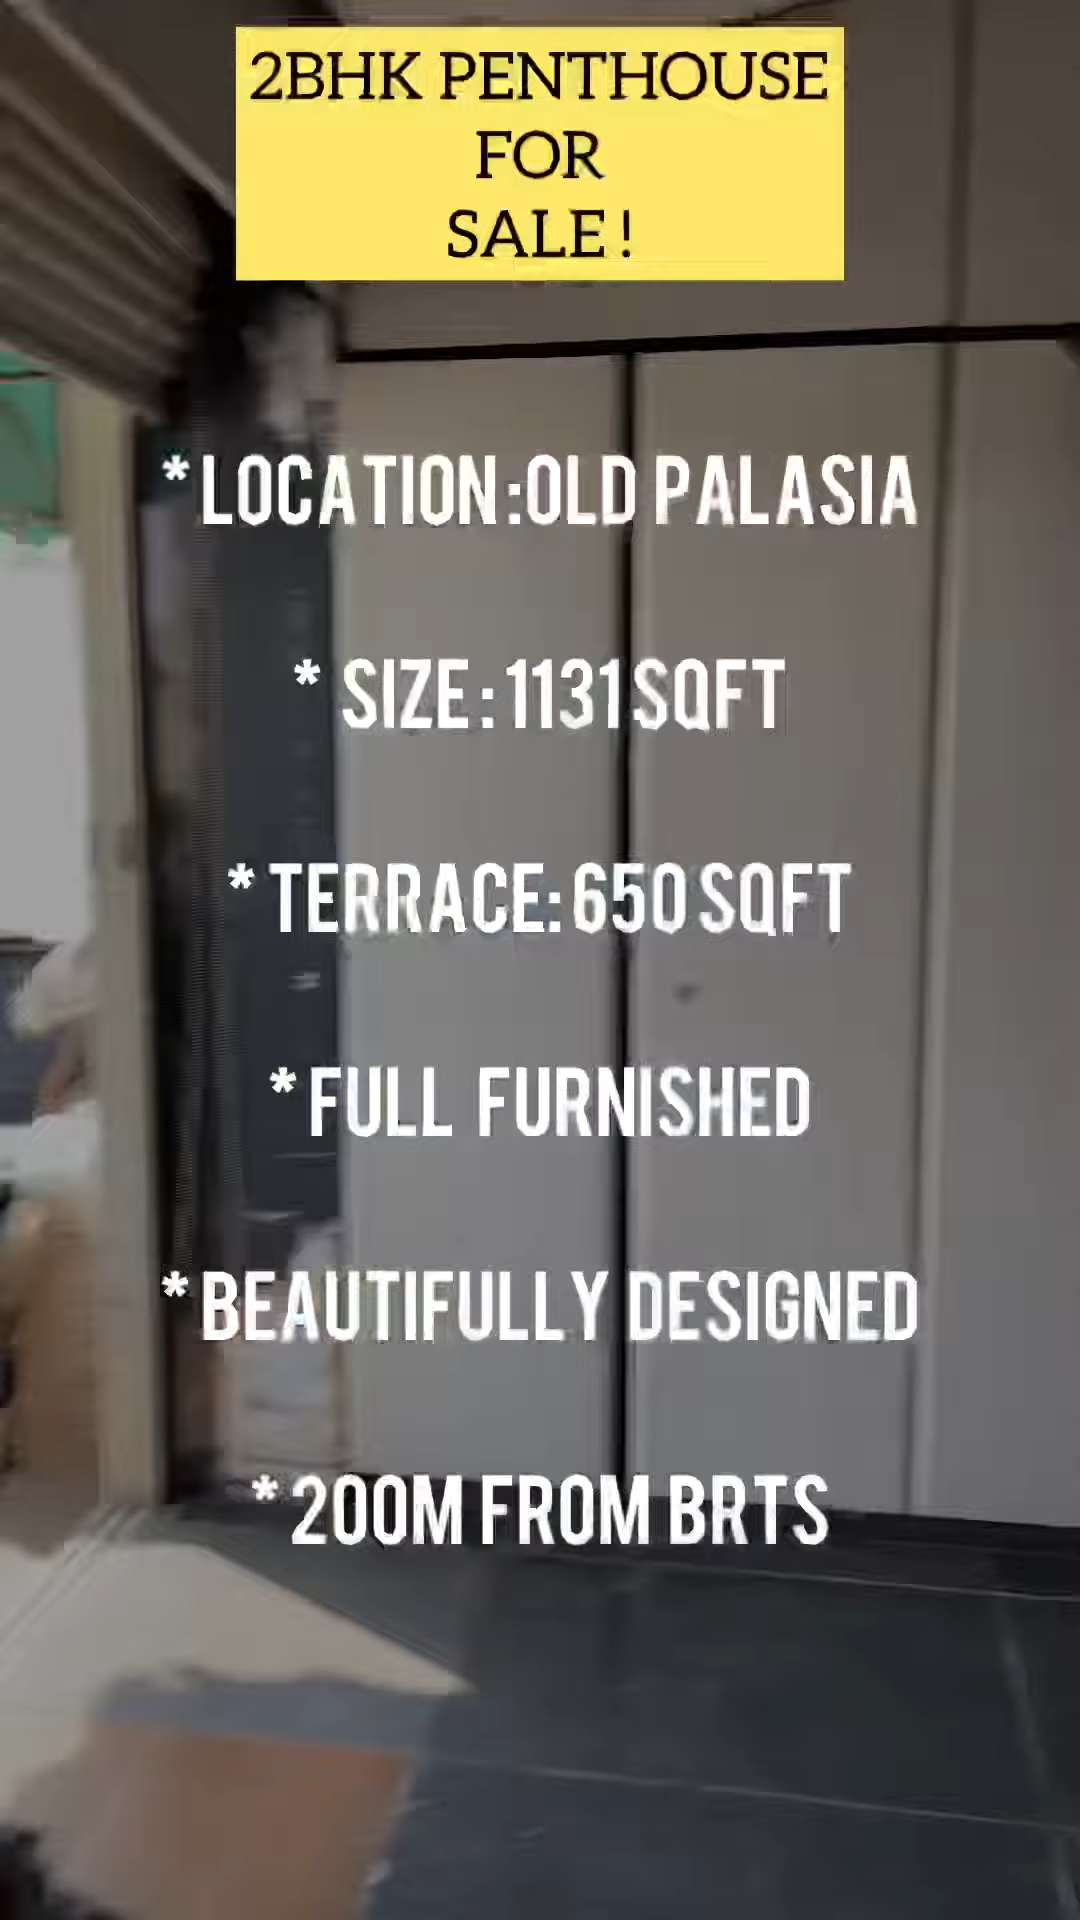 2BHK PENTHOUSE
FOR
SALE!
* LOCATION:OLD PALASIA
* SIZE: 1131 SQFT
* TERRACE: 650 SQFT
* FULL FURNISHED
* BEAUTIFULLY DESIGNED
* 200M FROM BRTS